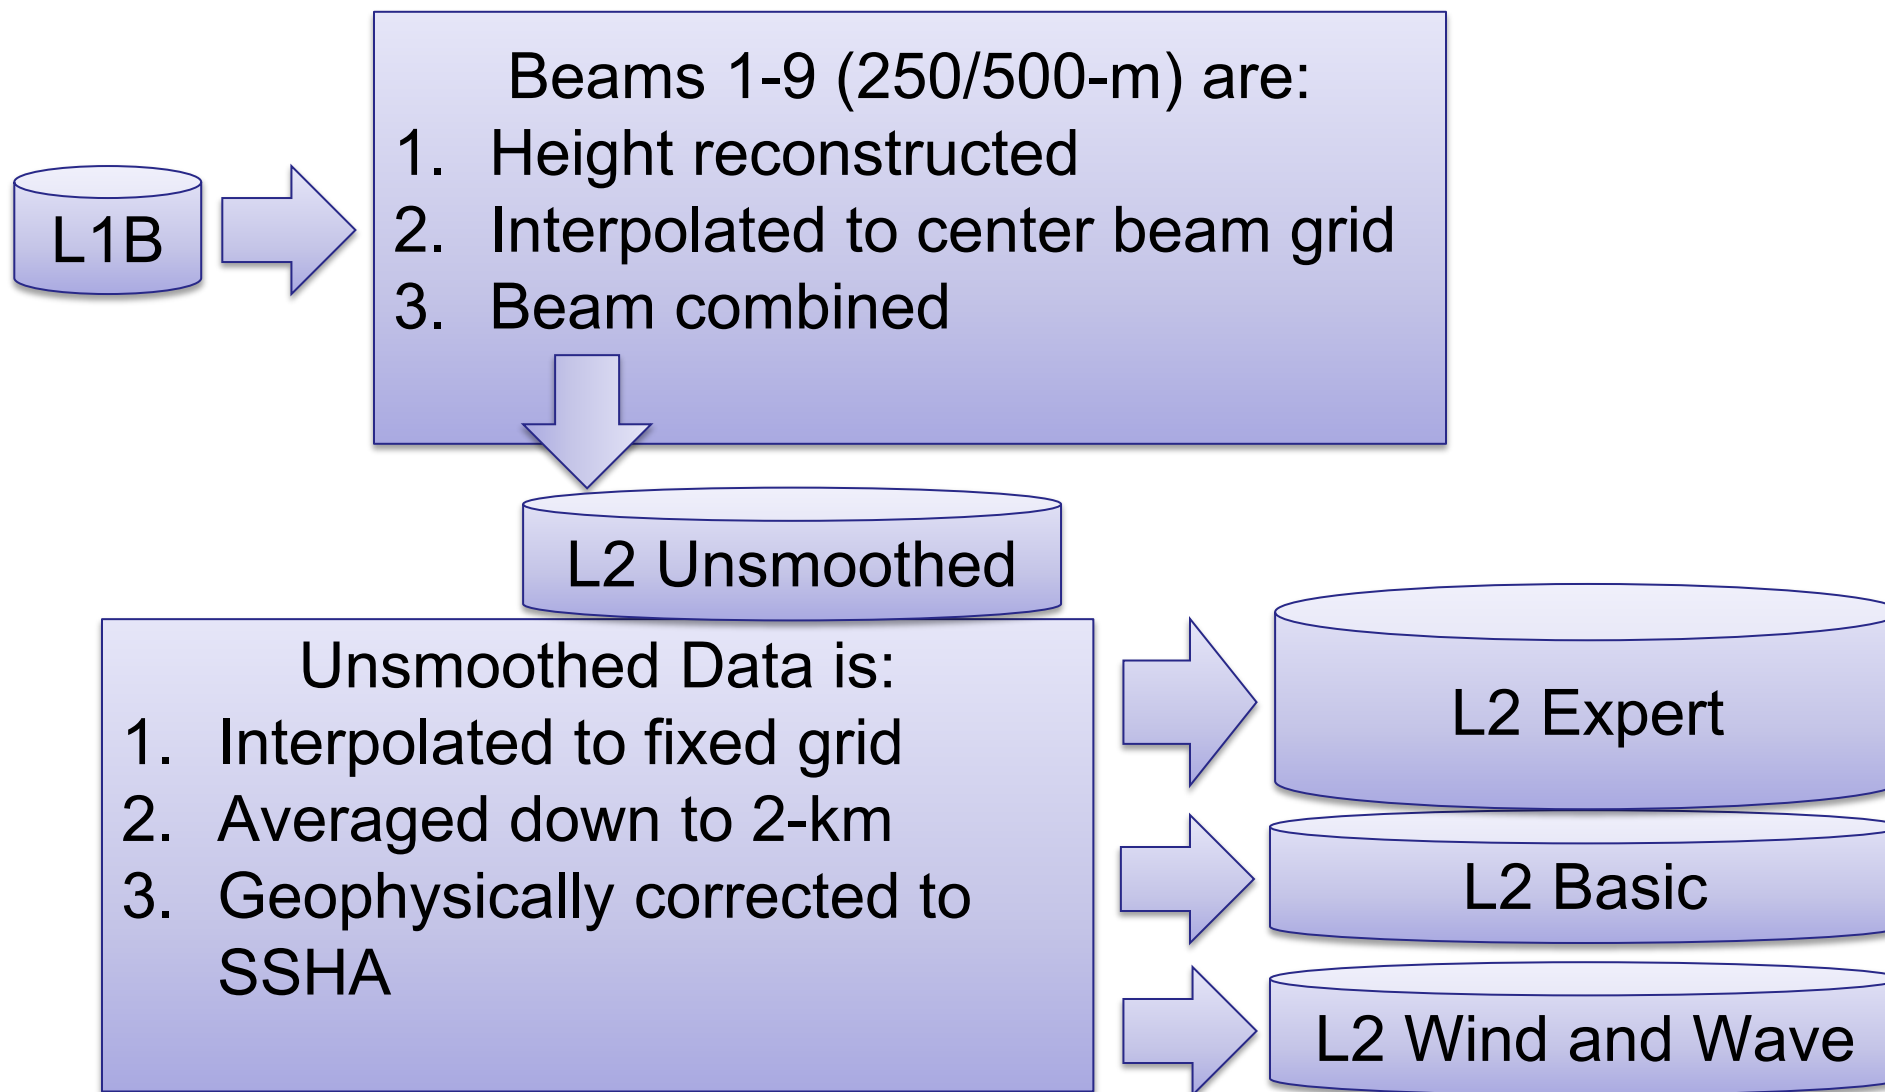 L1B
Beams 1-9 (250/500-m) are:
1. Height reconstructed
2. Interpolated to center beam grid
3. Beam combined
L2 Unsmoothed
Unsmoothed Data is:
1. Interpolated to fixed grid
2. Averaged down to 2-km
3. Geophysically corrected to
SSHA
L2 Expert
L2 Basic
L2 Wind and Wave